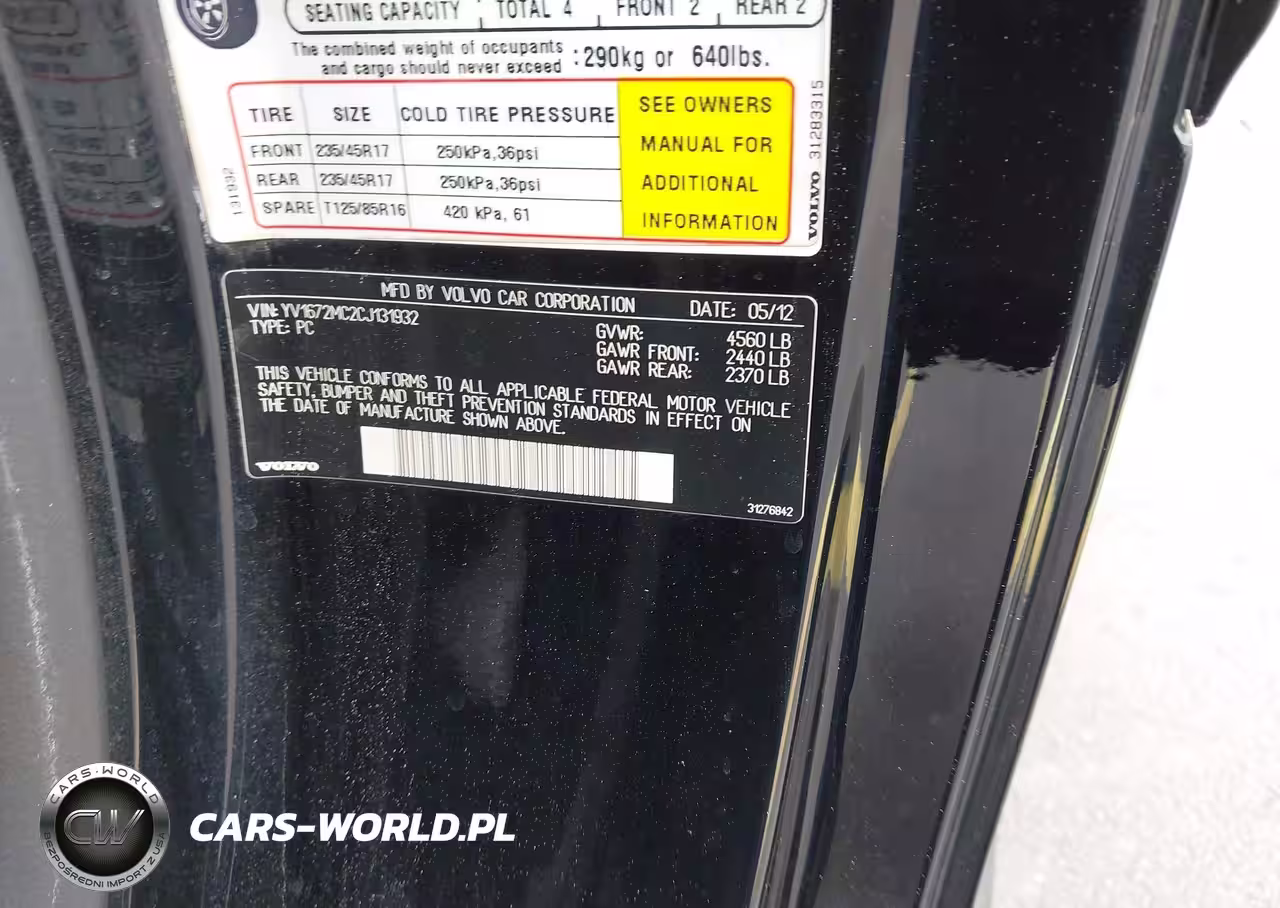 SEATING CAPACITY TOTAL 4 FRONT 2 REAR 2
The combined weight of occupants
and cargo should never exceed : 290kg or 640lbs.
TIRE SIZE COLD TIRE PRESSURE
FRONT 235/45R17 250kPa,36psi
REAR 235/45R17 250kPa,36psi
SPARE T125/85R16 420 kPa, 61
SEE OWNERS
MANUAL FOR
ADDITIONAL
INFORMATION
131932
VOLVO 31283315
MFD BY VOLVO CAR CORPORATION DATE: 05/12
VIN: YV1672MC2CJ131932
TYPE: PC
GVWR: 4560 LB
GAWR FRONT: 2440 LB
GAWR REAR: 2370 LB
THIS VEHICLE CONFORMS TO ALL APPLICABLE FEDERAL MOTOR VEHICLE
SAFETY, BUMPER AND THEFT PREVENTION STANDARDS IN EFFECT ON
THE DATE OF MANUFACTURE SHOWN ABOVE.
VOLVO
31276842
CARS-WORLD
CW
BEZPOŚREDNI IMPORT Z USA
CARS-WORLD.PL